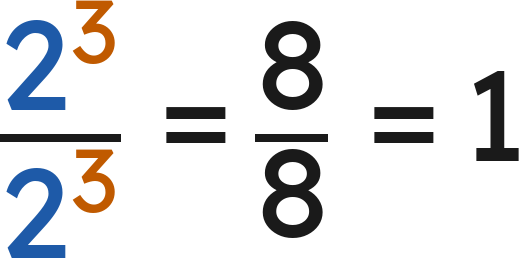 2³/2³ = 8/8 = 1